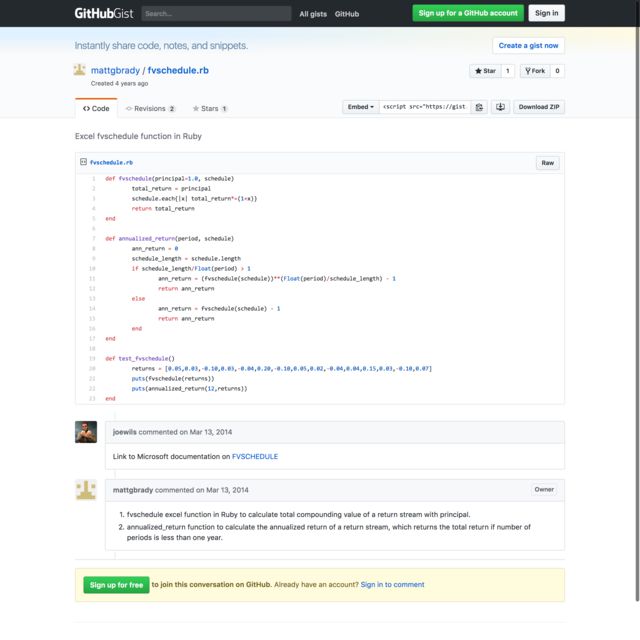 GitHubGist Search... All gists GitHub Sign up for a GitHub account Sign in
Instantly share code, notes, and snippets. Create a gist now
mattgbrady / fvschedule.rb Star 1 Fork 0
Created 4 years ago
Code Revisions 2 Stars 1 Embed <script src="https://gist Download ZIP
Excel fvschedule function in Ruby
fvschedule.rb Raw
1 def fvschedule(principal=1.0, schedule)
2 total_return = principal
3 schedule.each{|x| total_return*=(1+x)}
4 return total_return
5 end
6
7 def annualized_return(period, schedule)
8 ann_return = 0
9 schedule_length = schedule.length
10 if schedule_length/Float(period) > 1
11 ann_return = (fvschedule(schedule))**(Float(period)/schedule_length) - 1
12 return ann_return
13 else
14 ann_return = fvschedule(schedule) - 1
15 return ann_return
16 end
17 end
18
19 def test_fvschedule()
20 returns = [0.05,0.03,-0.10,0.03,-0.04,0.20,-0.10,0.05,0.02,-0.04,0.04,0.15,0.03,-0.10,0.07]
21 puts(fvschedule(returns))
22 puts(annualized_return(12,returns))
23 end
joewils commented on Mar 13, 2014
Link to Microsoft documentation on FVSCHEDULE
mattgbrady commented on Mar 13, 2014 Owner
1. fvschedule excel function in Ruby to calculate total compounding value of a return stream with principal.
2. annualized_return function to calculate the annualized return of a return stream, which returns the total return if number of
periods is less than one year.
Sign up for free to join this conversation on GitHub. Already have an account? Sign in to comment